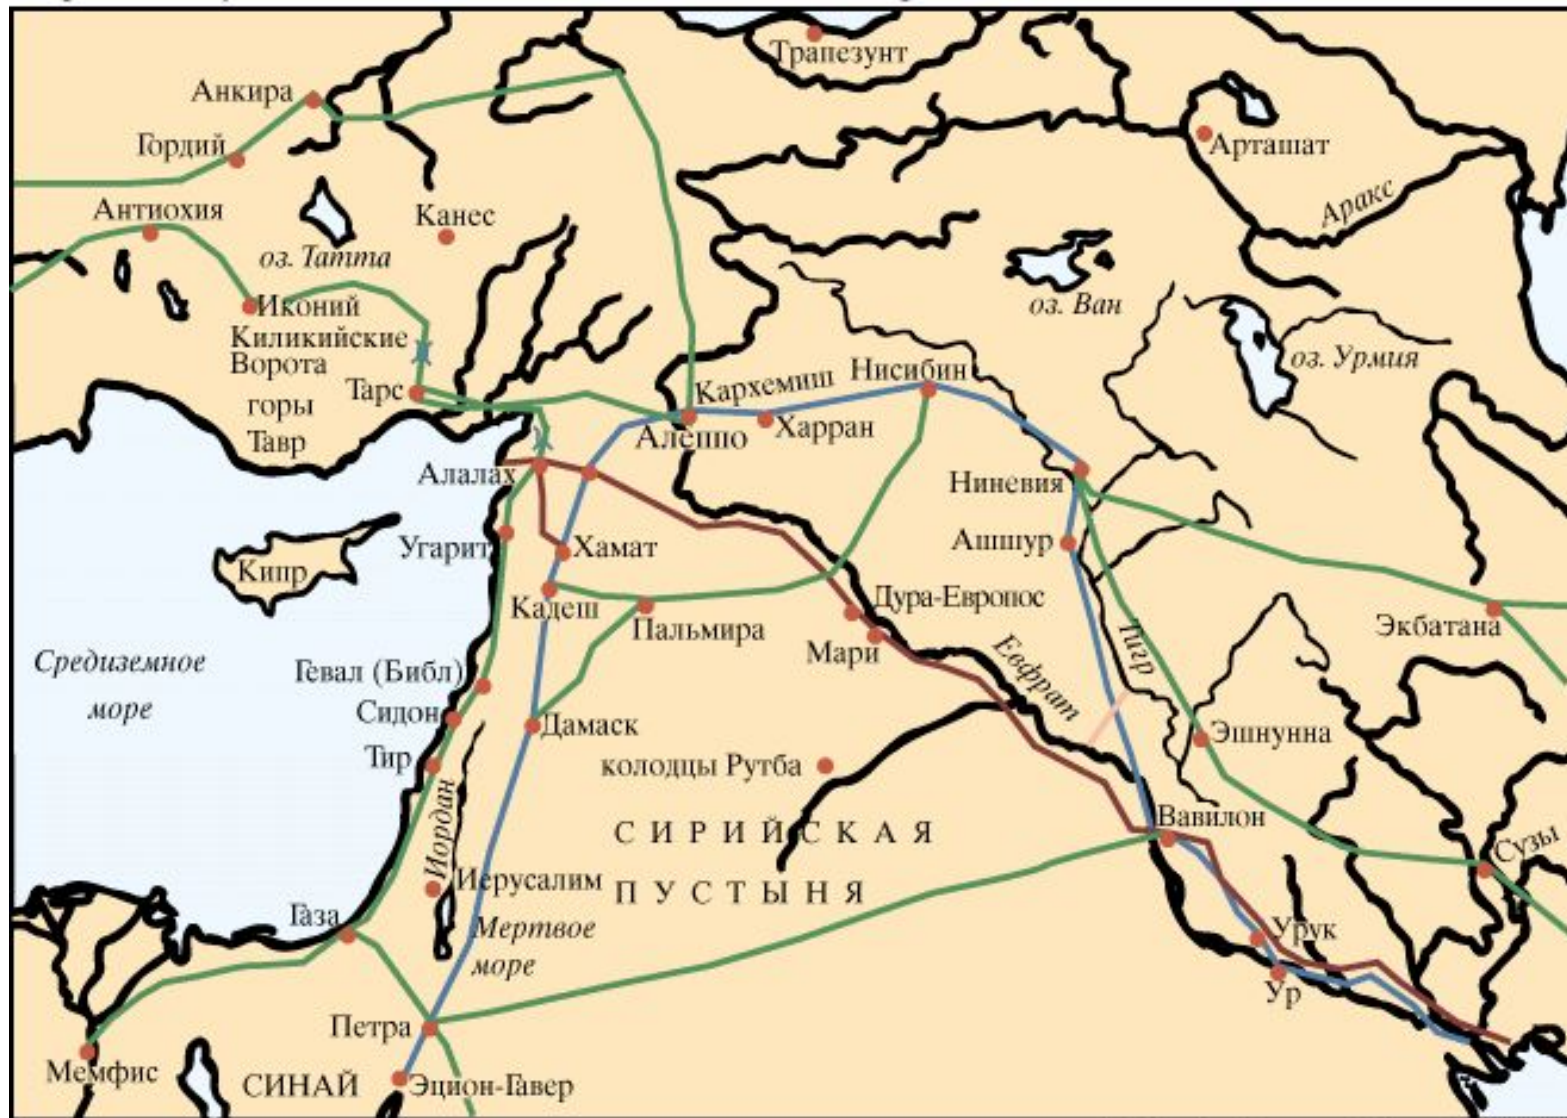 Трапезунт
Анкира
Гордий
Арташат
Аракс
Антиохия
Канес
оз. Татта
оз. Ван
Иконий
Киликийские
Ворота
оз. Урмия
Тарс
Кархемиш
Нисибин
горы
Тавр
Алеппо
Харран
Алалах
Ниневия
Угарит
Хамат
Ашшур
Кипр
Кадеш
Пальмира
Дура-Европос
Экбатана
Мари
Тигр
Евфрат
Средиземное
море
Гевал (Библ)
Сидон
Дамаск
Эшнунна
Тир
колодцы Рутба
Иордан
Вавилон
СИРИЙСКАЯ
ПУСТЫНЯ
Сузы
Иерусалим
Газа
Мертвое
море
Урук
Ур
Петра
Мемфис
СИНАЙ
Эцион-Гавер